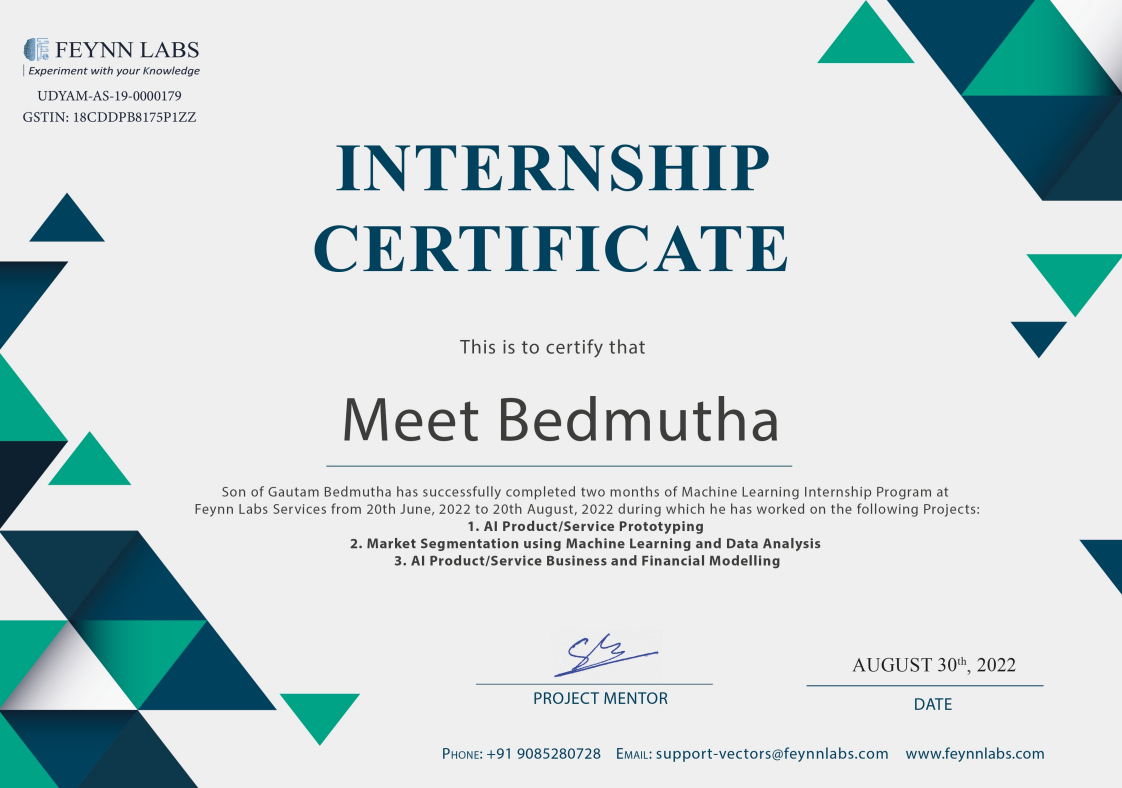 FEYNN LABS
Experiment with your Knowledge
UDYAM-AS-19-0000179
GSTIN: 18CDDPB8175P1ZZ
INTERNSHIP
CERTIFICATE
This is to certify that
Meet Bedmutha
Son of Gautam Bedmutha has successfully completed two months of Machine Learning Internship Program at
Feynn Labs Services from 20th June, 2022 to 20th August, 2022 during which he has worked on the following Projects:
1. AI Product/Service Prototyping
2. Market Segmentation using Machine Learning and Data Analysis
3. AI Product/Service Business and Financial Modelling
AUGUST 30th, 2022
PROJECT MENTOR
DATE
PHONE: +91 9085280728 EMAIL: support-vectors@feynnlabs.com www.feynnlabs.com